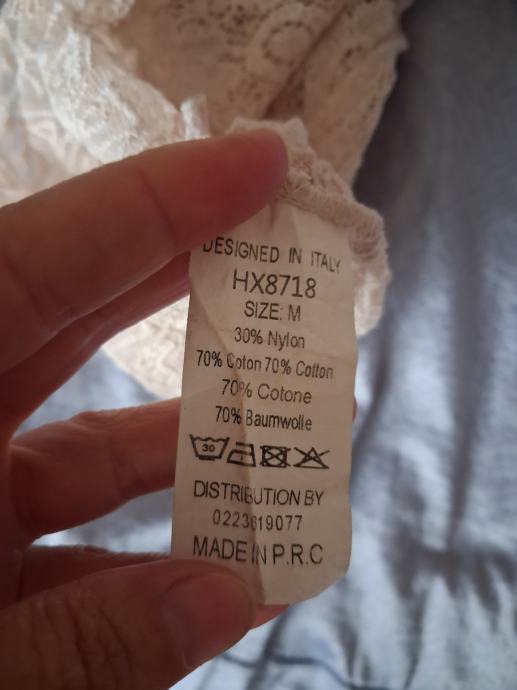 DESIGNED IN ITALY
HX8718
SIZE: M
30% Nylon
70% Coton 70% Cotton
70% Cotone
70% Baumwolle
30
DISTRIBUTION BY
0223619077
MADE IN P.R.C